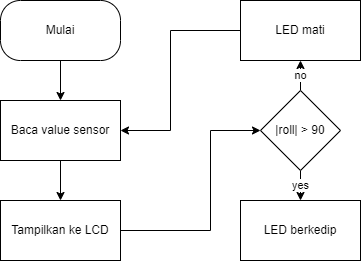 Mulai
LED mati
no
Baca value sensor
|roll| > 90
yes
Tampilkan ke LCD
LED berkedip